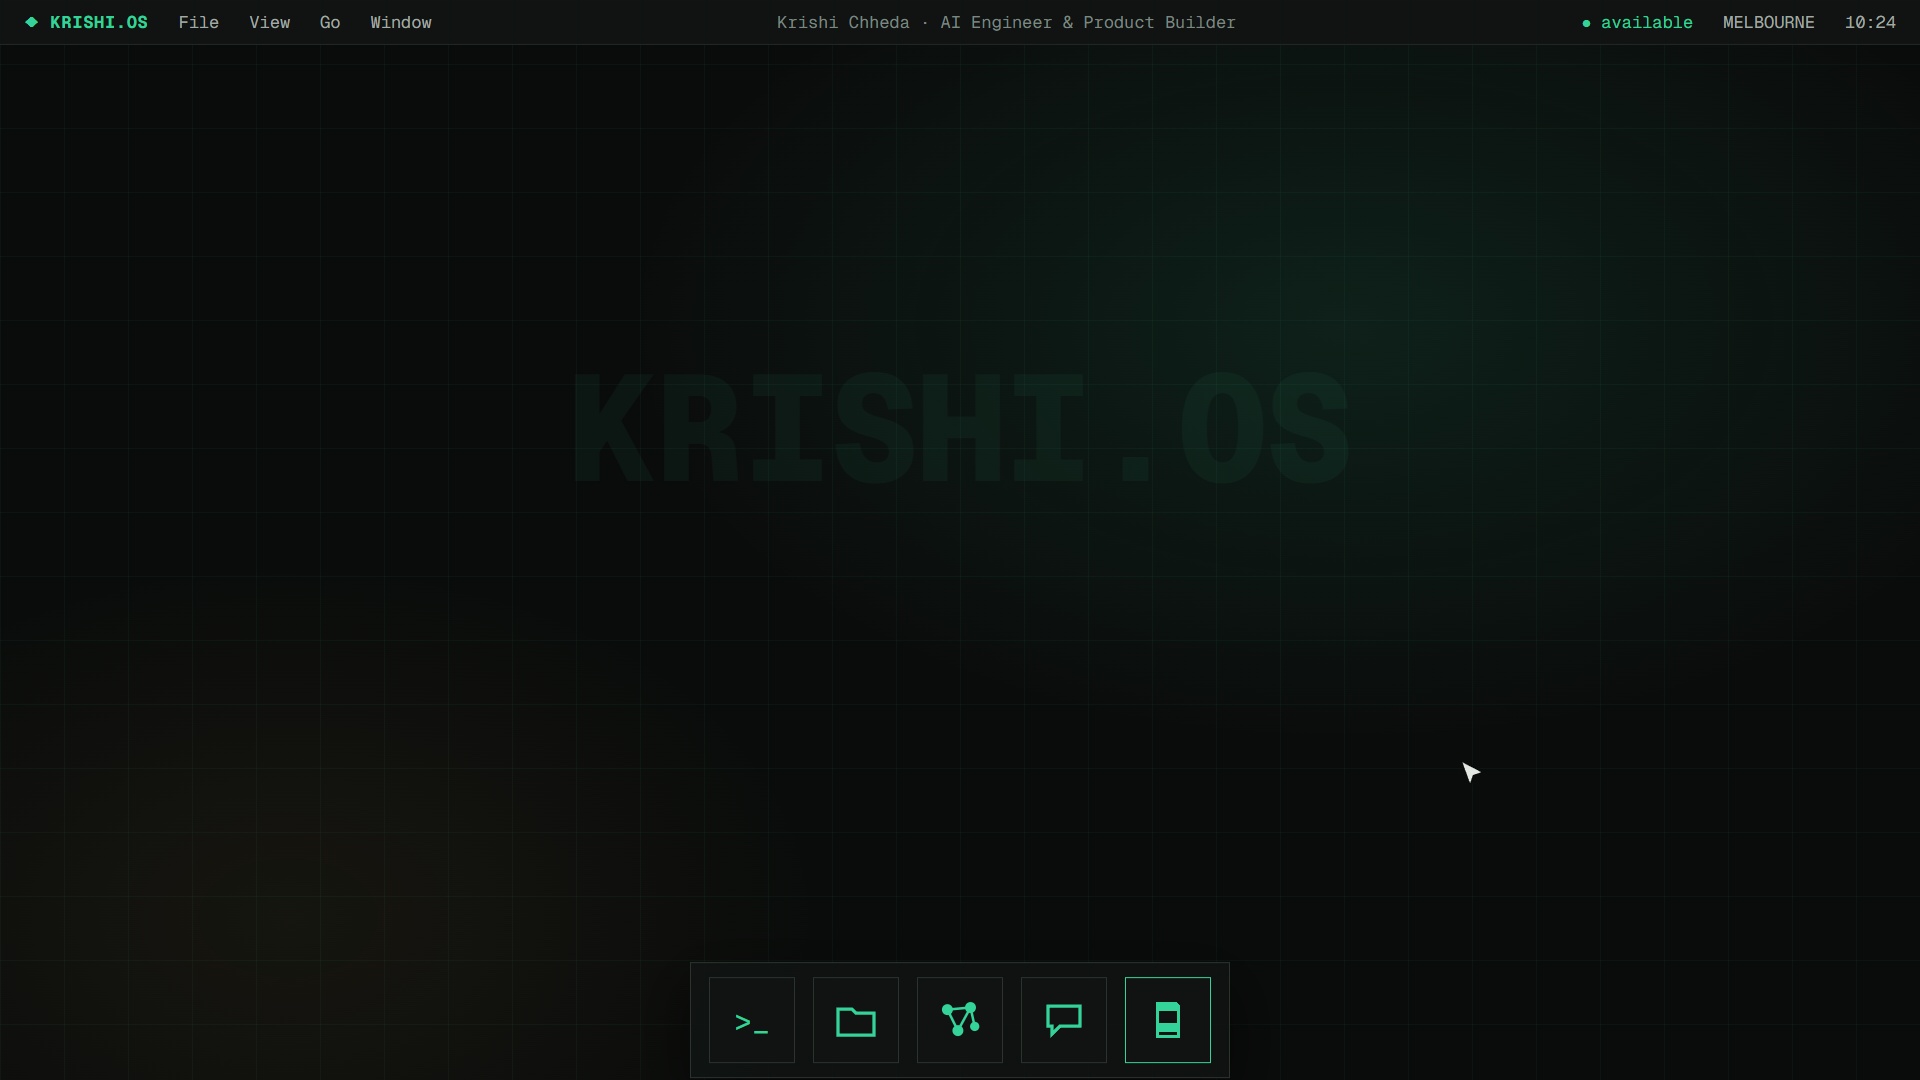 KRISHI.OS File View Go Window Krishi Chheda · AI Engineer & Product Builder ● available MELBOURNE 10:24
KRISHI.OS
>_